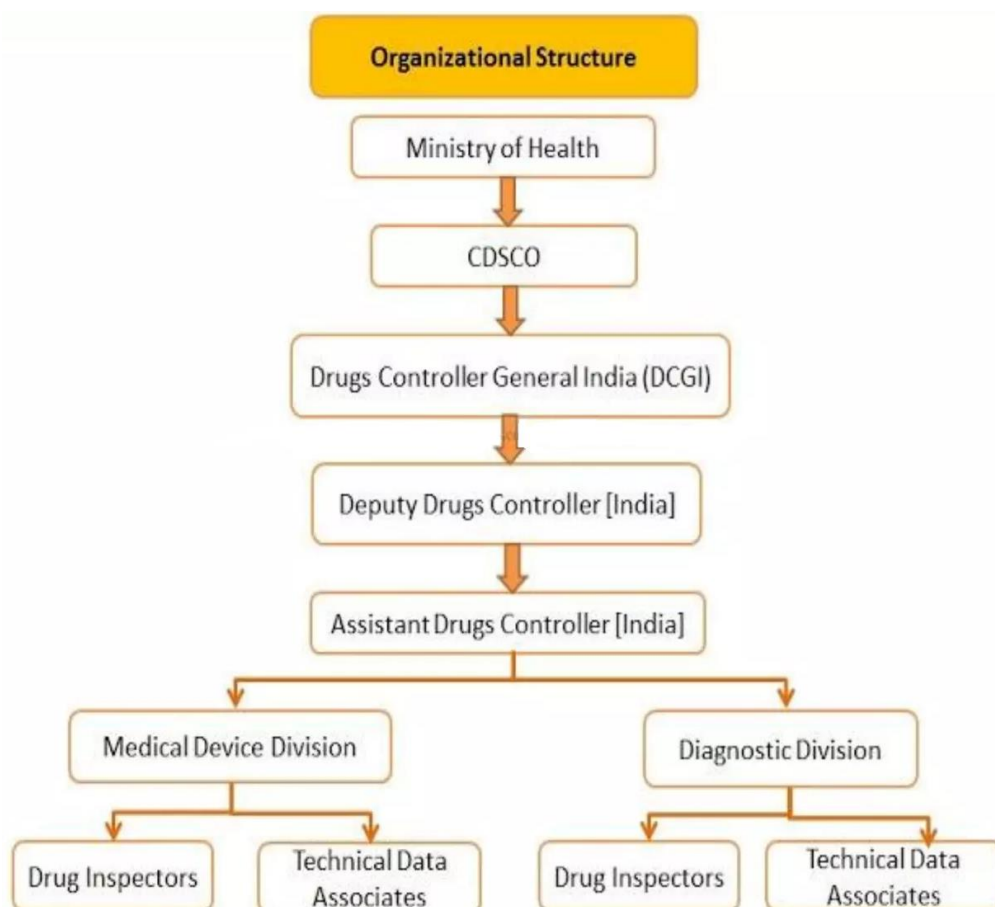 Organizational Structure
Ministry of Health
CDSCO
Drugs Controller General India (DCGI)
Deputy Drugs Controller [India]
Assistant Drugs Controller [India]
Medical Device Division
Diagnostic Division
Drug Inspectors
Technical Data
Associates
Drug Inspectors
Technical Data
Associates